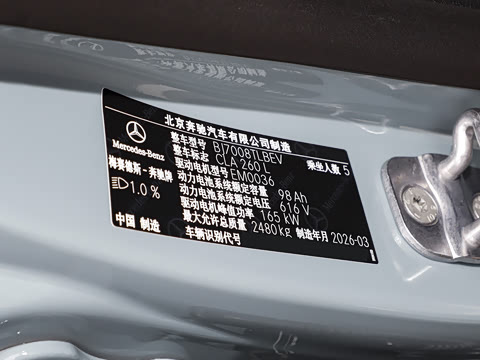 北京奔驰汽车有限公司制造
整车型号 BJ7008TLBEV
整车标志 CLA 260 L
乘坐人数 5
驱动电机型号 EM0036
动力电池系统额定容量 98 Ah
动力电池系统额定电压 616 V
驱动电机峰值功率 165 kW
最大允许总质量 2480 kg 制造年月 2026-03
车辆识别代号
Mercedes-Benz
梅赛德斯-奔驰牌
1.0 %
中国 制造